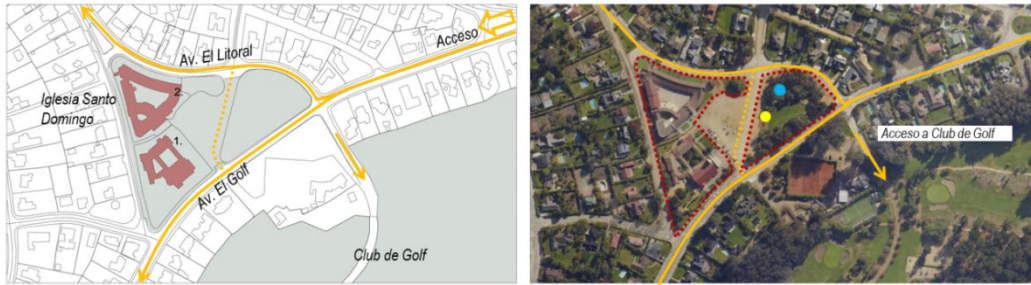 Acceso
Av. El Litoral
Iglesia Santo
Domingo
2.
1.
Av. El Golf
Club de Golf
Acceso a Club de Golf